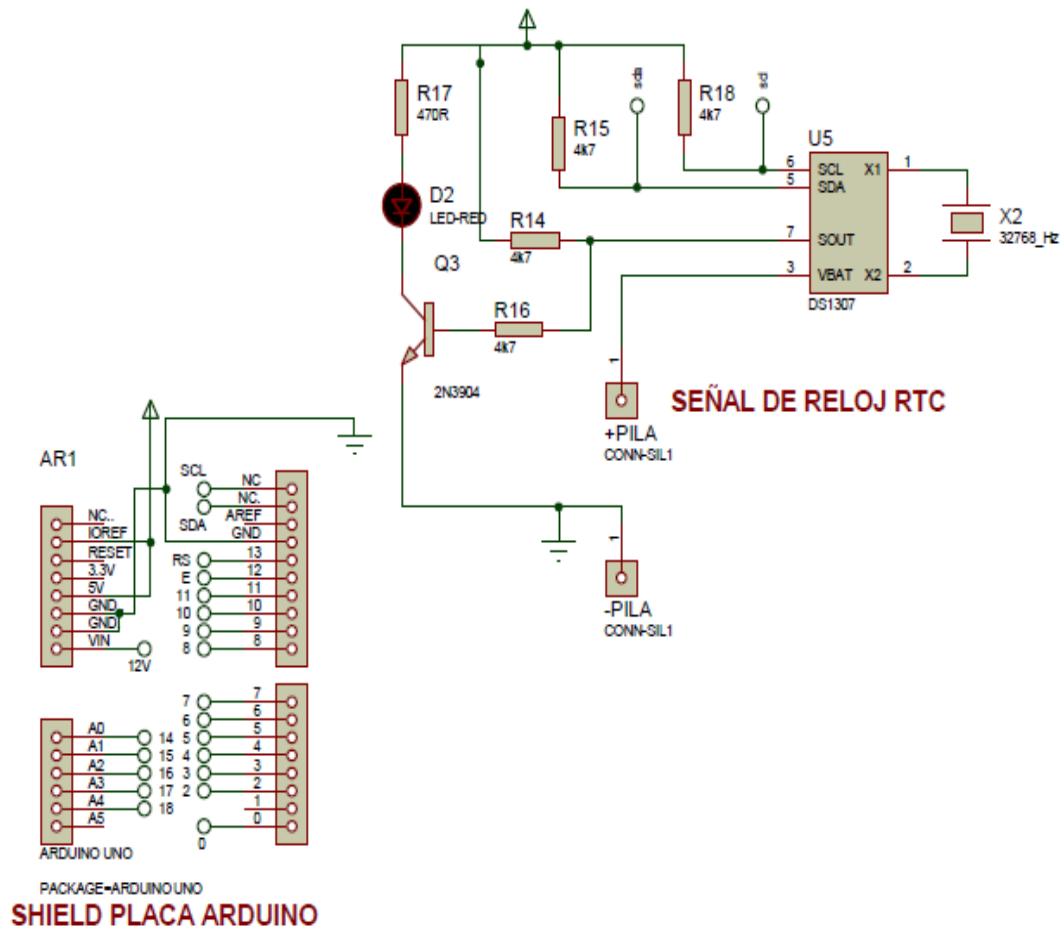 R17
470R
D2
LED-RED
Q3
2N3904
R14
4k7
R15
4k7
R16
4k7
sda
R18
4k7
scl
U5
6
5
7
3
SCL
SDA
SOUT
VBAT
X1
X2
1
2
DS1307
X2
32768_Hz
1
+PILA
CONN-SIL1
SEÑAL DE RELOJ RTC
1
-PILA
CONN-SIL1
AR1
NC..
IOREF
RESET
3.3V
5V
GND
GND
VIN
12V
SCL
NC
SDA
NC.
AREF
GND
RS
13
E
12
11
11
10
10
9
9
8
8
7
7
6
6
A0
14
5
5
A1
15
4
4
A2
16
3
3
A3
17
2
2
A4
18
1
A5
0
0
ARDUINO UNO
PACKAGE=ARDUINO UNO
SHIELD PLACA ARDUINO